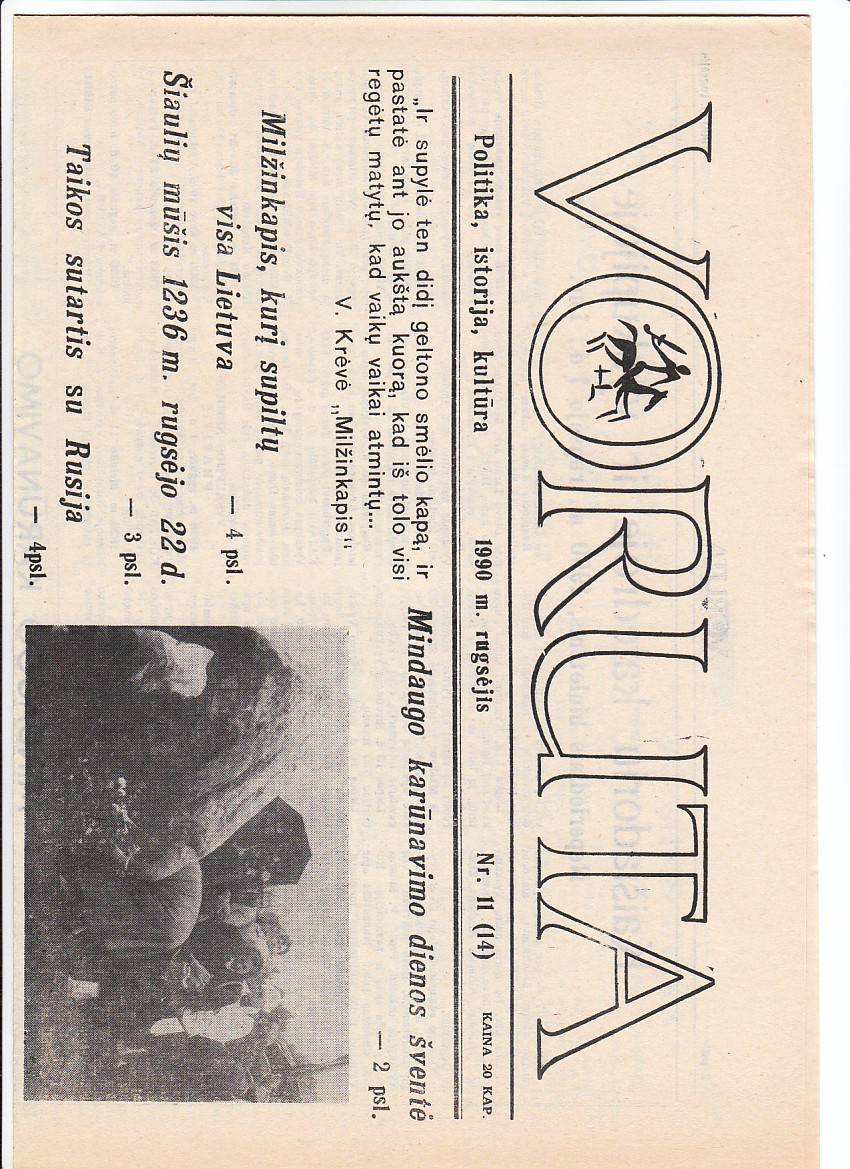 VORUTA
Politika, istorija, kultūra 1990 m. rugsėjis Nr. 11 (14) KAINA 20 KAP.
„Ir supylė ten didį geltono smėlio kapą, ir
pastatė ant jo aukštą kuorą, kad iš tolo visi
regėtų matytų, kad vaikų vaikai atmintų...
V. Krėvė „Milžinkapis“
Milžinkapis, kurį supiltų
visa Lietuva
— 4 psl.
Šiaulių mūšis 1236 m. rugsėjo 22 d.
— 3 psl.
Taikos sutartis su Rusija
— 4psl.
Mindaugo karūnavimo dienos šventė
— 2 psl.